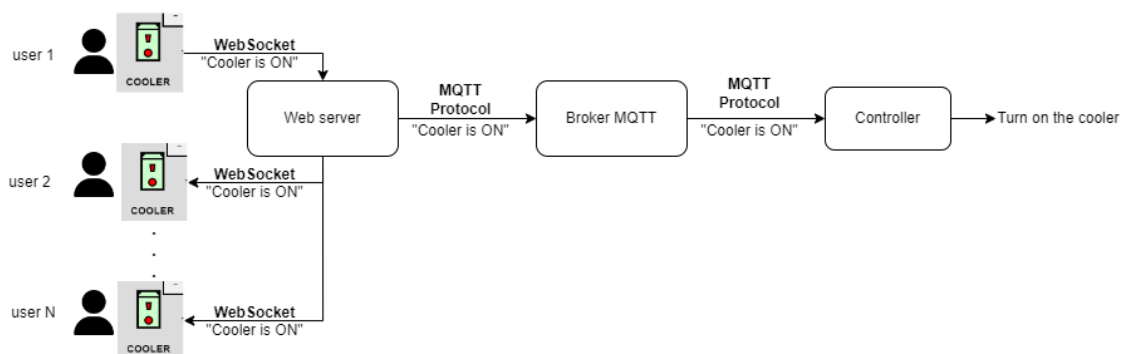 user 1
COOLER
WebSocket
"Cooler is ON"
Web server
MQTT
Protocol
"Cooler is ON"
Broker MQTT
MQTT
Protocol
"Cooler is ON"
Controller
Turn on the cooler
user 2
COOLER
WebSocket
"Cooler is ON"
user N
COOLER
WebSocket
"Cooler is ON"